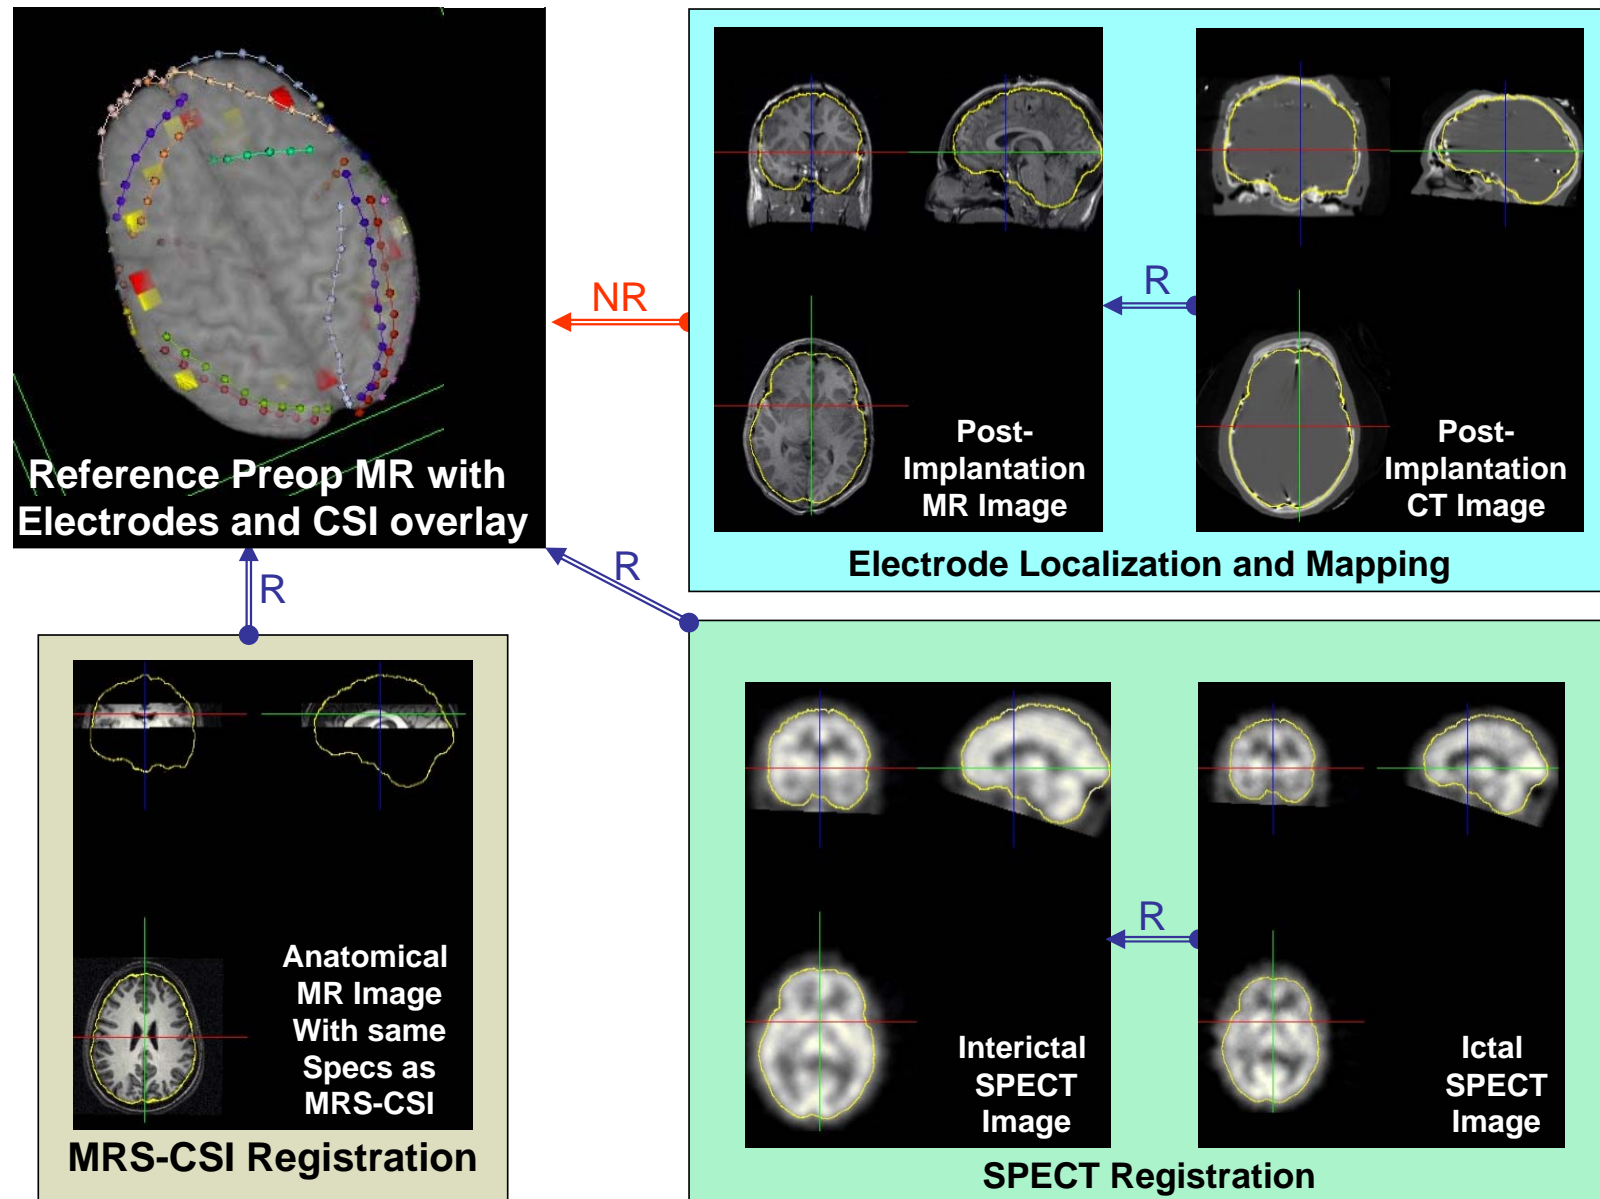 Reference Preop MR with
Electrodes and CSI overlay
NR
Post-
Implantation
MR Image
R
Post-
Implantation
CT Image
Electrode Localization and Mapping
R
R
Anatomical
MR Image
With same
Specs as
MRS-CSI
MRS-CSI Registration
Interictal
SPECT
Image
R
Ictal
SPECT
Image
SPECT Registration